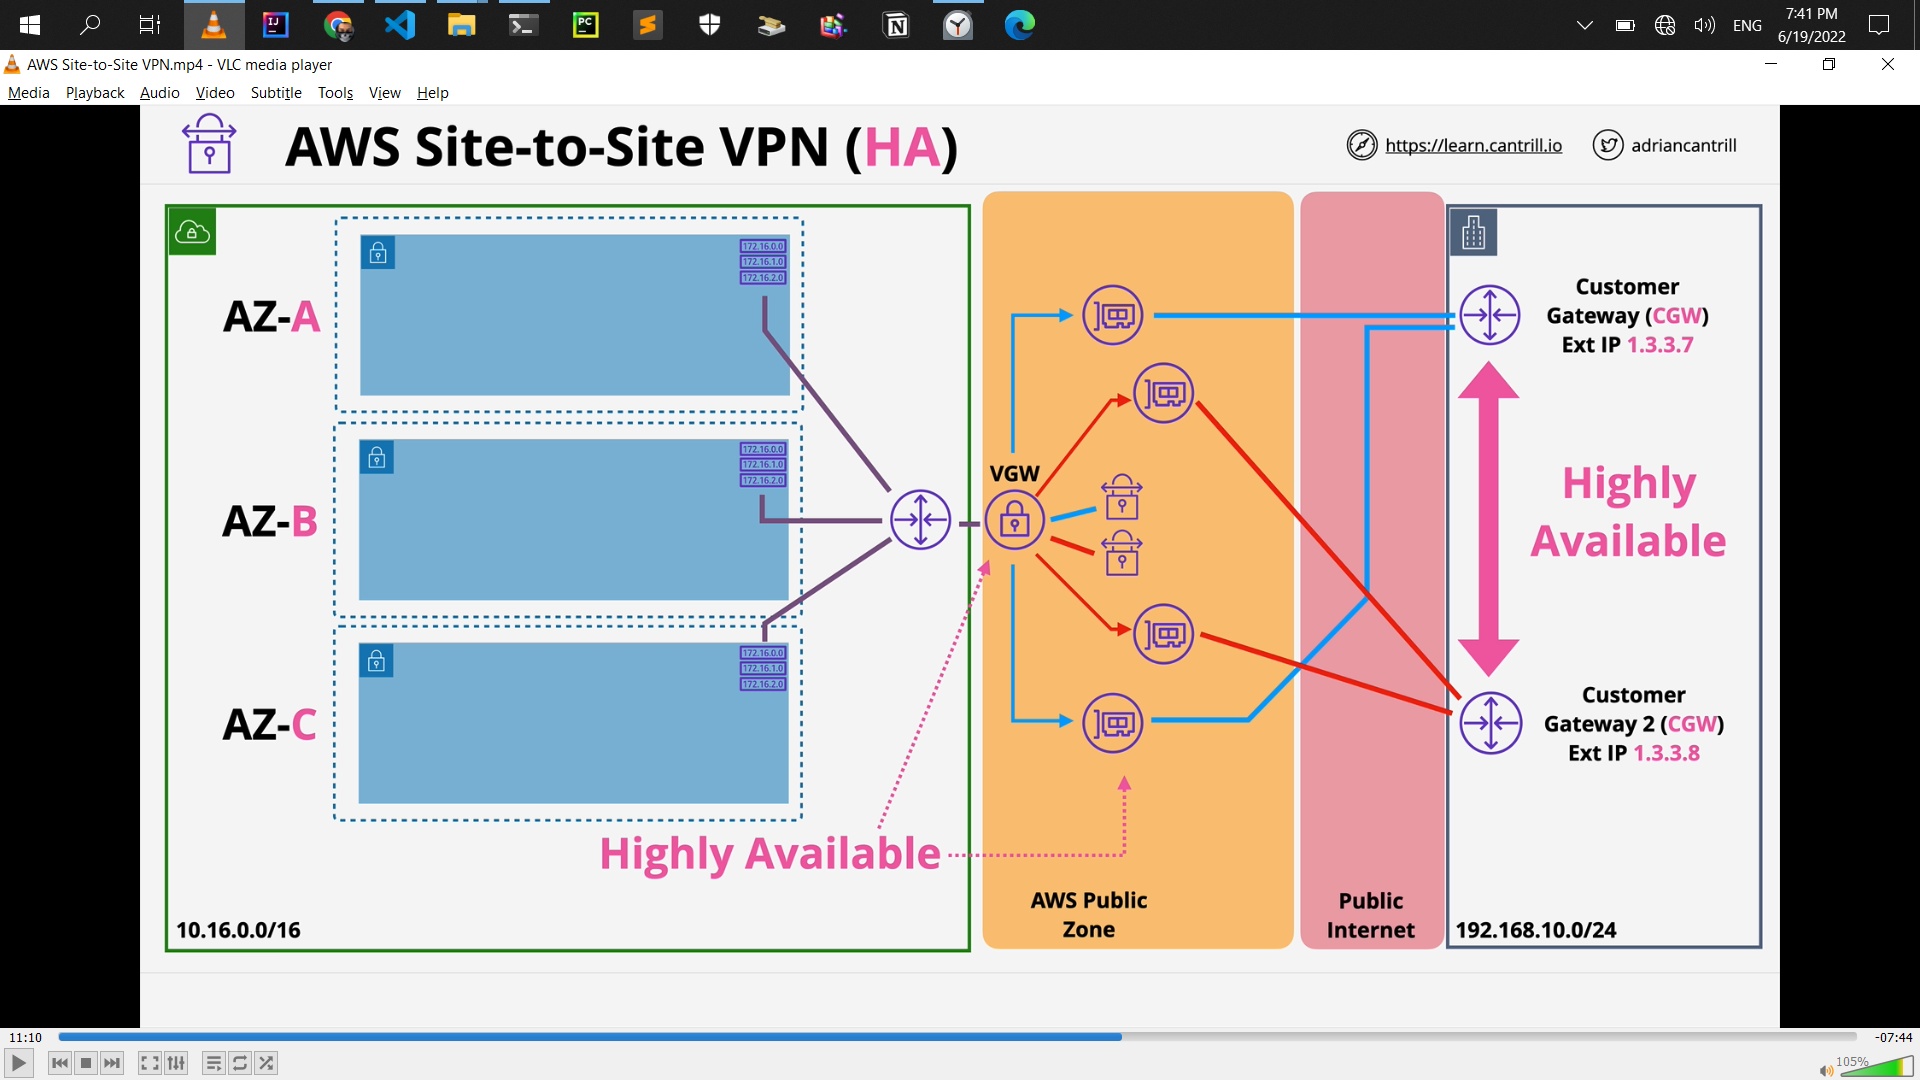 IJ
PC
N
ENG
7:41 PM
6/19/2022
AWS Site-to-Site VPN.mp4 - VLC media player
Media Playback Audio Video Subtitle Tools View Help
AWS Site-to-Site VPN (HA)
https://learn.cantrill.io
adriancantrill
AZ-A
172.16.0.0
172.16.1.0
172.16.2.0
AZ-B
172.16.0.0
172.16.1.0
172.16.2.0
AZ-C
172.16.0.0
172.16.1.0
172.16.2.0
VGW
Customer
Gateway (CGW)
Ext IP 1.3.3.7
Highly
Available
Customer
Gateway 2 (CGW)
Ext IP 1.3.3.8
Highly Available
10.16.0.0/16
AWS Public
Zone
Public
Internet
192.168.10.0/24
11:10
-07:44
105%